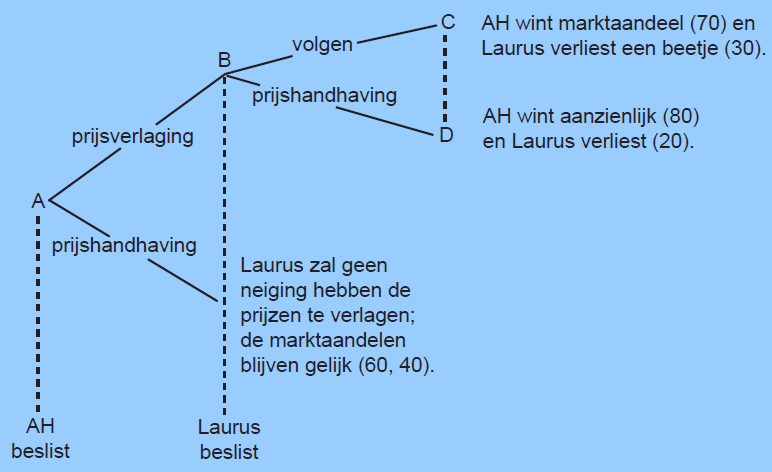 C
AH wint marktaandeel (70) en
Laurus verliest een beetje (30).
volgen
B
prijshandhaving
AH wint aanzienlijk (80)
en Laurus verliest (20).
D
prijsverlaging
A
prijshandhaving
Laurus zal geen
neiging hebben de
prijzen te verlagen;
de marktaandelen
blijven gelijk (60, 40).
AH
beslist
Laurus
beslist